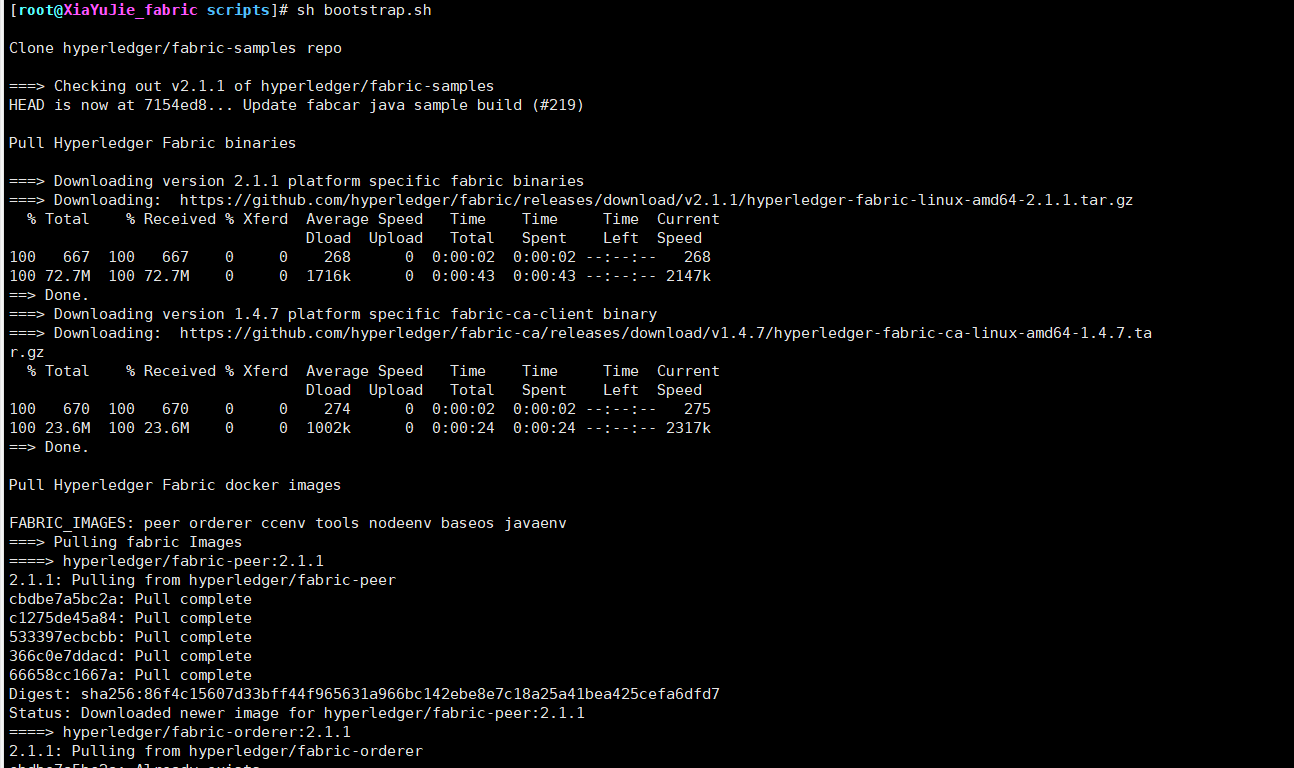 [root@XiaYuJie_fabric scripts]# sh bootstrap.sh
Clone hyperledger/fabric-samples repo
===> Checking out v2.1.1 of hyperledger/fabric-samples
HEAD is now at 7154ed8... Update fabcar java sample build (#219)
Pull Hyperledger Fabric binaries
===> Downloading version 2.1.1 platform specific fabric binaries
===> Downloading:  https://github.com/hyperledger/fabric/releases/download/v2.1.1/hyperledger-fabric-linux-amd64-2.1.1.tar.gz
  % Total    % Received % Xferd  Average Speed   Time    Time     Time  Current
                                 Dload  Upload   Total   Spent    Left  Speed
100   667  100   667    0     0    268      0  0:00:02  0:00:02 --:--:--   268
100 72.7M  100 72.7M    0     0  1716k      0  0:00:43  0:00:43 --:--:-- 2147k
==> Done.
===> Downloading version 1.4.7 platform specific fabric-ca-client binary
===> Downloading:  https://github.com/hyperledger/fabric-ca/releases/download/v1.4.7/hyperledger-fabric-ca-linux-amd64-1.4.7.ta
r.gz
  % Total    % Received % Xferd  Average Speed   Time    Time     Time  Current
                                 Dload  Upload   Total   Spent    Left  Speed
100   670  100   670    0     0    274      0  0:00:02  0:00:02 --:--:--   275
100 23.6M  100 23.6M    0     0  1002k      0  0:00:24  0:00:24 --:--:-- 2317k
==> Done.
Pull Hyperledger Fabric docker images
FABRIC_IMAGES: peer orderer ccenv tools nodeenv baseos javaenv
===> Pulling fabric Images
====> hyperledger/fabric-peer:2.1.1
2.1.1: Pulling from hyperledger/fabric-peer
cbdbe7a5bc2a: Pull complete
c1275de45a84: Pull complete
533397ecbcbb: Pull complete
366c0e7ddacd: Pull complete
66658cc1667a: Pull complete
Digest: sha256:86f4c15607d33bff44f965631a966bc142ebe8e7c18a25a41bea425cefa6dfd7
Status: Downloaded newer image for hyperledger/fabric-peer:2.1.1
====> hyperledger/fabric-orderer:2.1.1
2.1.1: Pulling from hyperledger/fabric-orderer
cbdbe7a5bc2a: Already exists